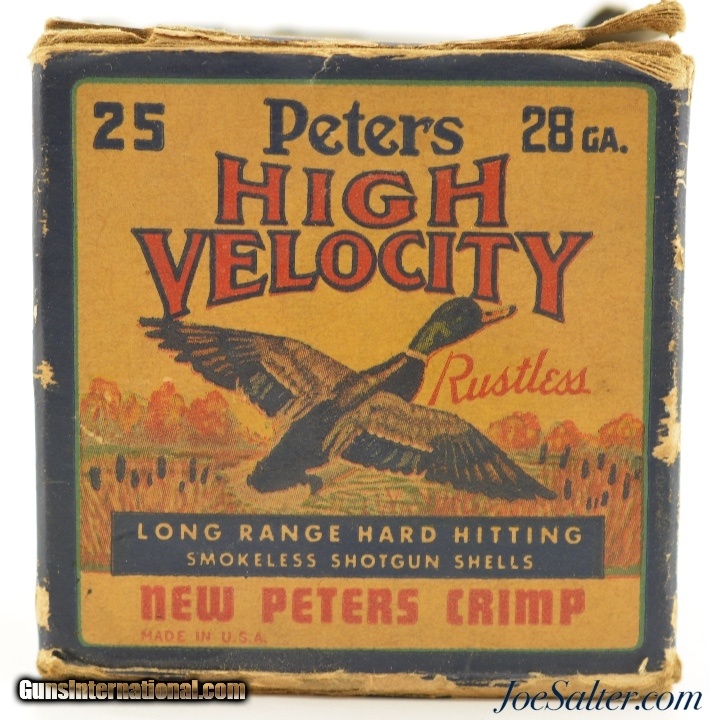 25 Peters 28 GA.
HIGH
VELOCITY
Rustless
LONG RANGE HARD HITTING
SMOKELESS SHOTGUN SHELLS
NEW PETERS CRIMP
MADE IN U.S.A.
GunsInternational.com
JoeSalter.com